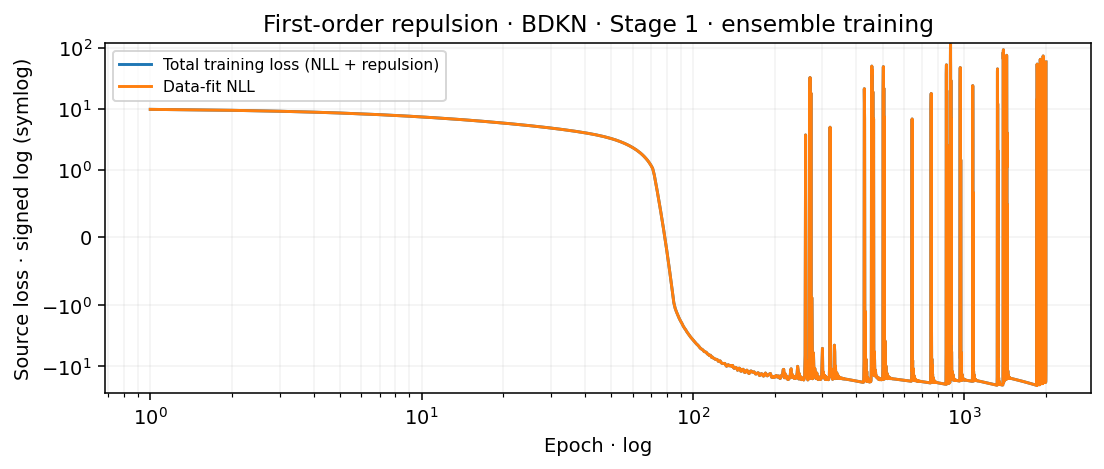 First-order repulsion · BDKN · Stage 1 · ensemble training
Source loss · signed log (symlog)
10²
10¹
10⁰
0
−10⁰
−10¹
Total training loss (NLL + repulsion)
Data-fit NLL
10⁰
10¹
10²
10³
Epoch · log